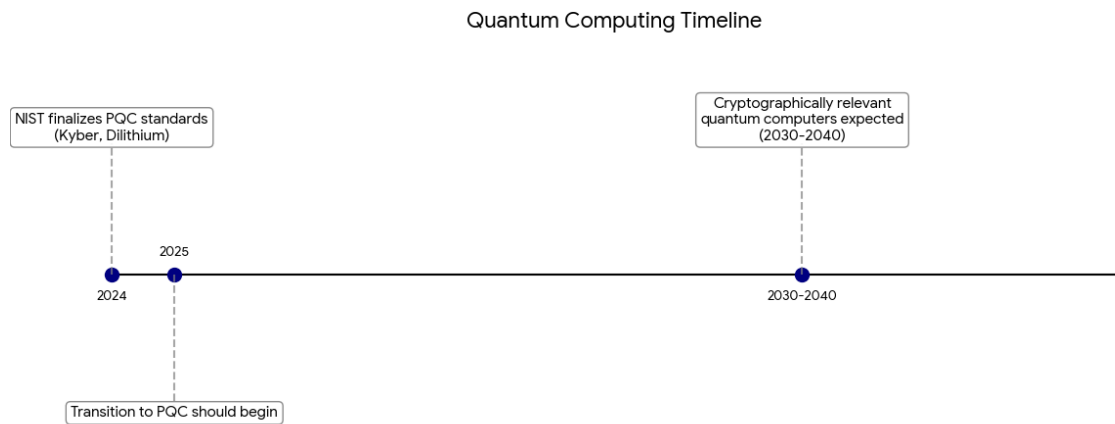 Quantum Computing Timeline
NIST finalizes PQC standards
(Kyber, Dilithium)
Cryptographically relevant
quantum computers expected
(2030-2040)
2025
2024
2030-2040
Transition to PQC should begin